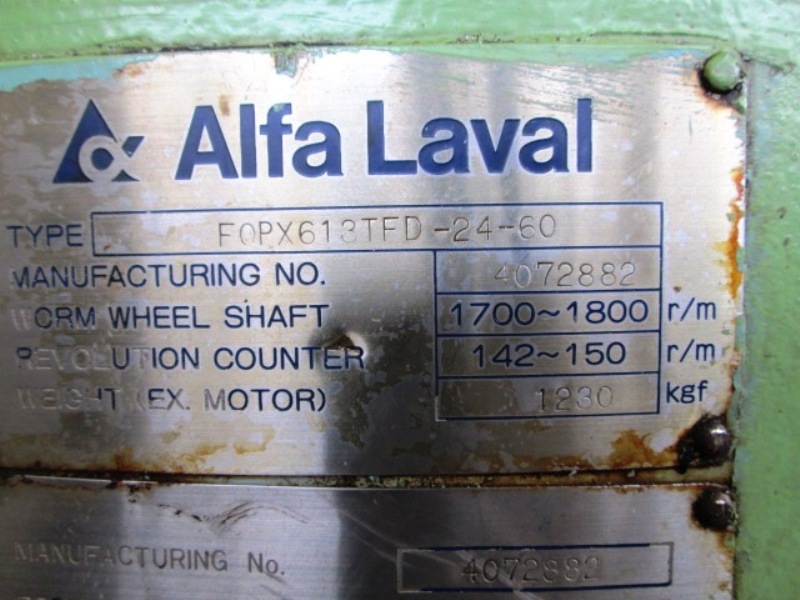 Alfa Laval
TYPE FOPX613TFD-24-60
MANUFACTURING NO. 4072882
WORM WHEEL SHAFT 1700~1800 r/m
REVOLUTION COUNTER 142~150 r/m
WEIGHT (EX. MOTOR) 1230 kgf
MANUFACTURING No. 4072882